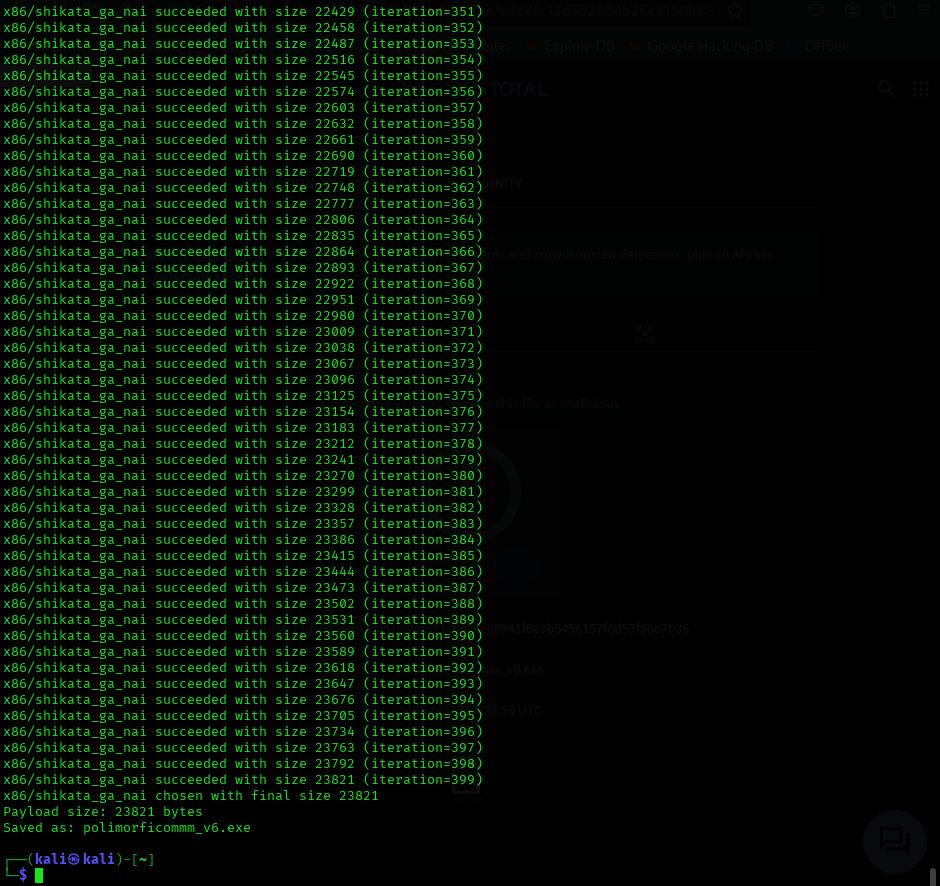 x86/shikata_ga_nai succeeded with size 22429 (iteration=351)
x86/shikata_ga_nai succeeded with size 22458 (iteration=352)
x86/shikata_ga_nai succeeded with size 22487 (iteration=353)
x86/shikata_ga_nai succeeded with size 22516 (iteration=354)
x86/shikata_ga_nai succeeded with size 22545 (iteration=355)
x86/shikata_ga_nai succeeded with size 22574 (iteration=356)
x86/shikata_ga_nai succeeded with size 22603 (iteration=357)
x86/shikata_ga_nai succeeded with size 22632 (iteration=358)
x86/shikata_ga_nai succeeded with size 22661 (iteration=359)
x86/shikata_ga_nai succeeded with size 22690 (iteration=360)
x86/shikata_ga_nai succeeded with size 22719 (iteration=361)
x86/shikata_ga_nai succeeded with size 22748 (iteration=362)
x86/shikata_ga_nai succeeded with size 22777 (iteration=363)
x86/shikata_ga_nai succeeded with size 22806 (iteration=364)
x86/shikata_ga_nai succeeded with size 22835 (iteration=365)
x86/shikata_ga_nai succeeded with size 22864 (iteration=366)
x86/shikata_ga_nai succeeded with size 22893 (iteration=367)
x86/shikata_ga_nai succeeded with size 22922 (iteration=368)
x86/shikata_ga_nai succeeded with size 22951 (iteration=369)
x86/shikata_ga_nai succeeded with size 22980 (iteration=370)
x86/shikata_ga_nai succeeded with size 23009 (iteration=371)
x86/shikata_ga_nai succeeded with size 23038 (iteration=372)
x86/shikata_ga_nai succeeded with size 23067 (iteration=373)
x86/shikata_ga_nai succeeded with size 23096 (iteration=374)
x86/shikata_ga_nai succeeded with size 23125 (iteration=375)
x86/shikata_ga_nai succeeded with size 23154 (iteration=376)
x86/shikata_ga_nai succeeded with size 23183 (iteration=377)
x86/shikata_ga_nai succeeded with size 23212 (iteration=378)
x86/shikata_ga_nai succeeded with size 23241 (iteration=379)
x86/shikata_ga_nai succeeded with size 23270 (iteration=380)
x86/shikata_ga_nai succeeded with size 23299 (iteration=381)
x86/shikata_ga_nai succeeded with size 23328 (iteration=382)
x86/shikata_ga_nai succeeded with size 23357 (iteration=383)
x86/shikata_ga_nai succeeded with size 23386 (iteration=384)
x86/shikata_ga_nai succeeded with size 23415 (iteration=385)
x86/shikata_ga_nai succeeded with size 23444 (iteration=386)
x86/shikata_ga_nai succeeded with size 23473 (iteration=387)
x86/shikata_ga_nai succeeded with size 23502 (iteration=388)
x86/shikata_ga_nai succeeded with size 23531 (iteration=389)
x86/shikata_ga_nai succeeded with size 23560 (iteration=390)
x86/shikata_ga_nai succeeded with size 23589 (iteration=391)
x86/shikata_ga_nai succeeded with size 23618 (iteration=392)
x86/shikata_ga_nai succeeded with size 23647 (iteration=393)
x86/shikata_ga_nai succeeded with size 23676 (iteration=394)
x86/shikata_ga_nai succeeded with size 23705 (iteration=395)
x86/shikata_ga_nai succeeded with size 23734 (iteration=396)
x86/shikata_ga_nai succeeded with size 23763 (iteration=397)
x86/shikata_ga_nai succeeded with size 23792 (iteration=398)
x86/shikata_ga_nai succeeded with size 23821 (iteration=399)
x86/shikata_ga_nai chosen with final size 23821
Payload size: 23821 bytes
Saved as: polimorficommm_v6.exe
┌──(kali㉿kali)-[~]
└─$
Exploit-DB Google Hacking DB OffSec
TOTAL
and crowdsourced detections, plus an API key
this file as malicious
UTC